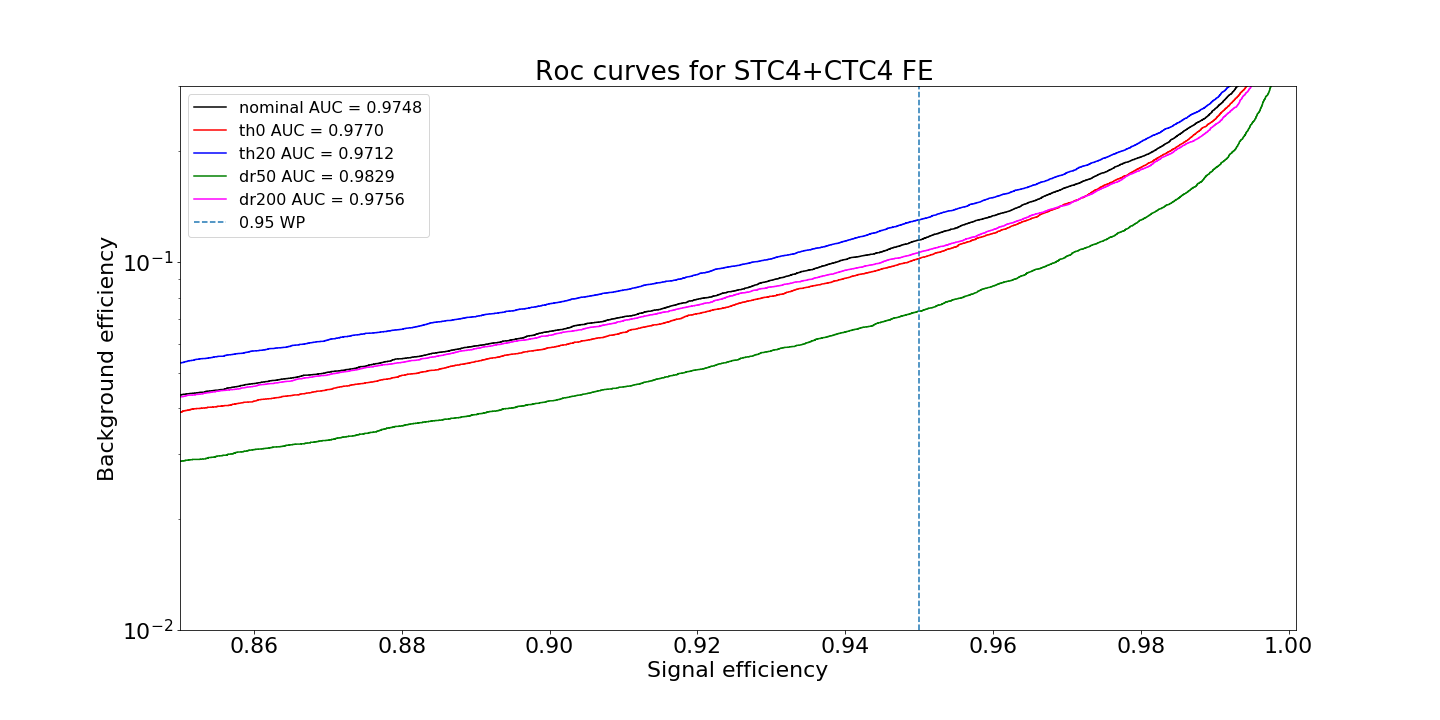 Roc curves for STC4+CTC4 FE
nominal AUC = 0.9748
th0 AUC = 0.9770
th20 AUC = 0.9712
dr50 AUC = 0.9829
dr200 AUC = 0.9756
0.95 WP
Background efficiency
10⁻¹
10⁻²
0.86 0.88 0.90 0.92 0.94 0.96 0.98 1.00
Signal efficiency